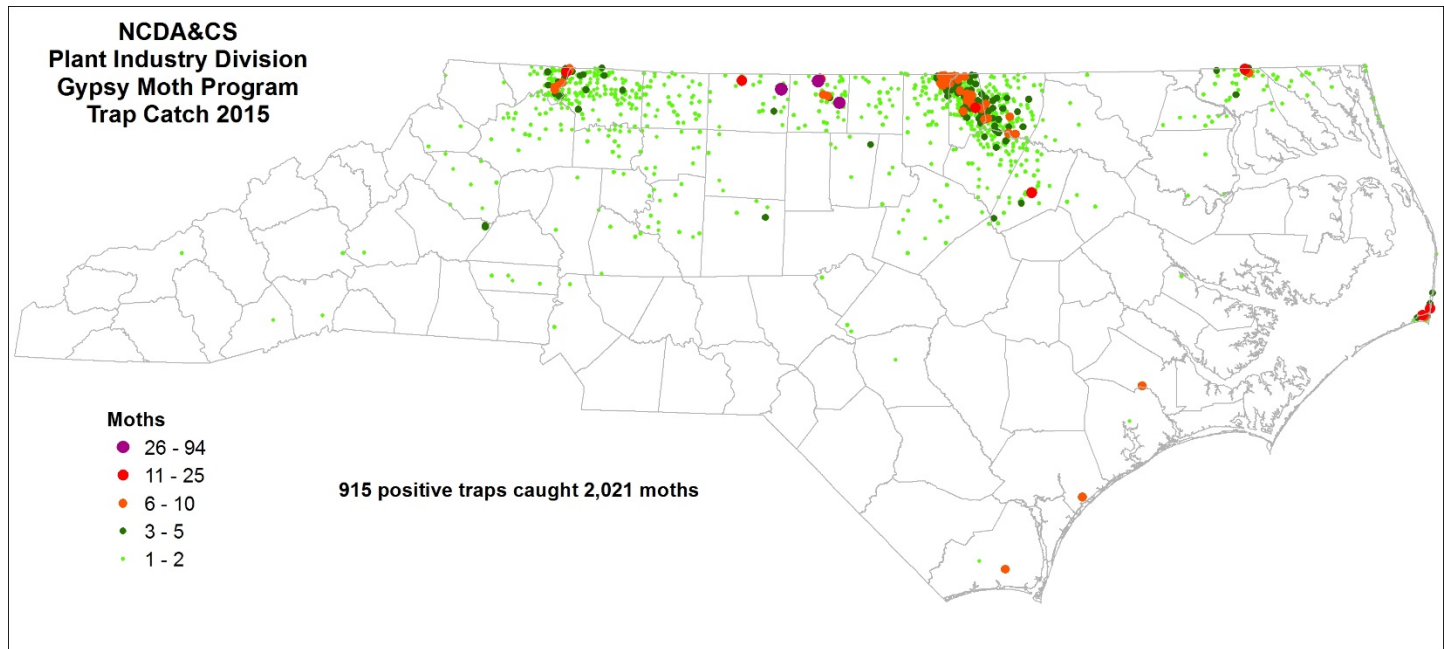 NCDA&CS
Plant Industry Division
Gypsy Moth Program
Trap Catch 2015
Moths
26 - 94
11 - 25
6 - 10
3 - 5
1 - 2
915 positive traps caught 2,021 moths